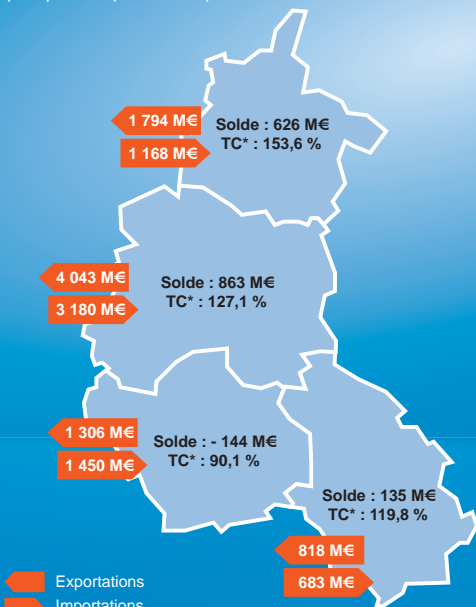 1 794 M€
Solde : 626 M€
TC* : 153,6 %
1 168 M€
4 043 M€
Solde : 863 M€
TC* : 127,1 %
3 180 M€
1 306 M€
Solde : - 144 M€
TC* : 90,1 %
1 450 M€
Solde : 135 M€
TC* : 119,8 %
818 M€
683 M€
Exportations
Importations